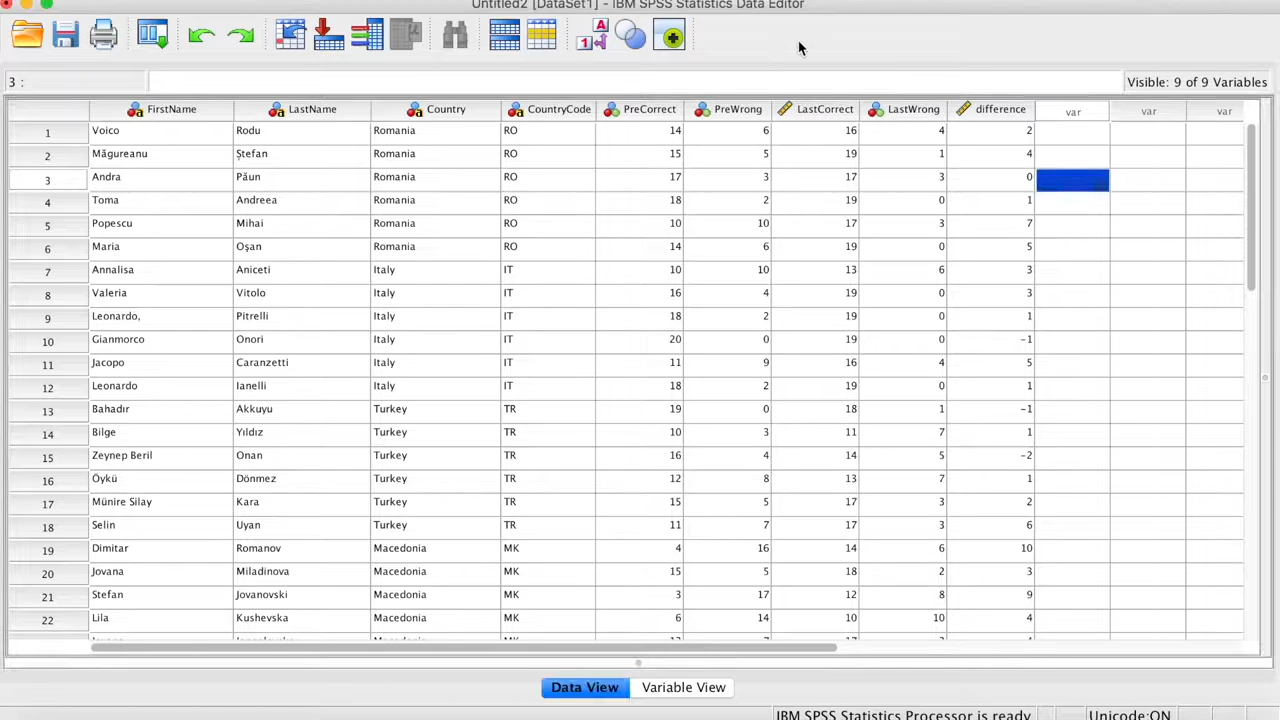 Untitled2 [DataSet1] - IBM SPSS Statistics Data Editor
A
1
3 :
Visible: 9 of 9 Variables
FirstName LastName Country CountryCode PreCorrect PreWrong LastCorrect LastWrong difference var var var
1 Voico Rodu Romania RO 14 6 16 4 2
2 Măgureanu Ștefan Romania RO 15 5 19 1 4
3 Andra Păun Romania RO 17 3 17 3 0
4 Toma Andreea Romania RO 18 2 19 0 1
5 Popescu Mihai Romania RO 10 10 17 3 7
6 Maria Oșan Romania RO 14 6 19 0 5
7 Annalisa Aniceti Italy IT 10 10 13 6 3
8 Valeria Vitolo Italy IT 16 4 19 0 3
9 Leonardo, Pitrelli Italy IT 18 2 19 0 1
10 Gianmorco Onori Italy IT 20 0 19 0 -1
11 Jacopo Caranzetti Italy IT 11 9 16 4 5
12 Leonardo Ianelli Italy IT 18 2 19 0 1
13 Bahadır Akkuyu Turkey TR 19 0 18 1 -1
14 Bilge Yıldız Turkey TR 10 3 11 7 1
15 Zeynep Beril Onan Turkey TR 16 4 14 5 -2
16 Öykü Dönmez Turkey TR 12 8 13 7 1
17 Münire Silay Kara Turkey TR 15 5 17 3 2
18 Selin Uyan Turkey TR 11 7 17 3 6
19 Dimitar Romanov Macedonia MK 4 16 14 6 10
20 Jovana Miladinova Macedonia MK 15 5 18 2 3
21 Stefan Jovanovski Macedonia MK 3 17 12 8 9
22 Lila Kushevska Macedonia MK 6 14 10 10 4
Data View Variable View
IBM SPSS Statistics Processor is ready Unicode:ON